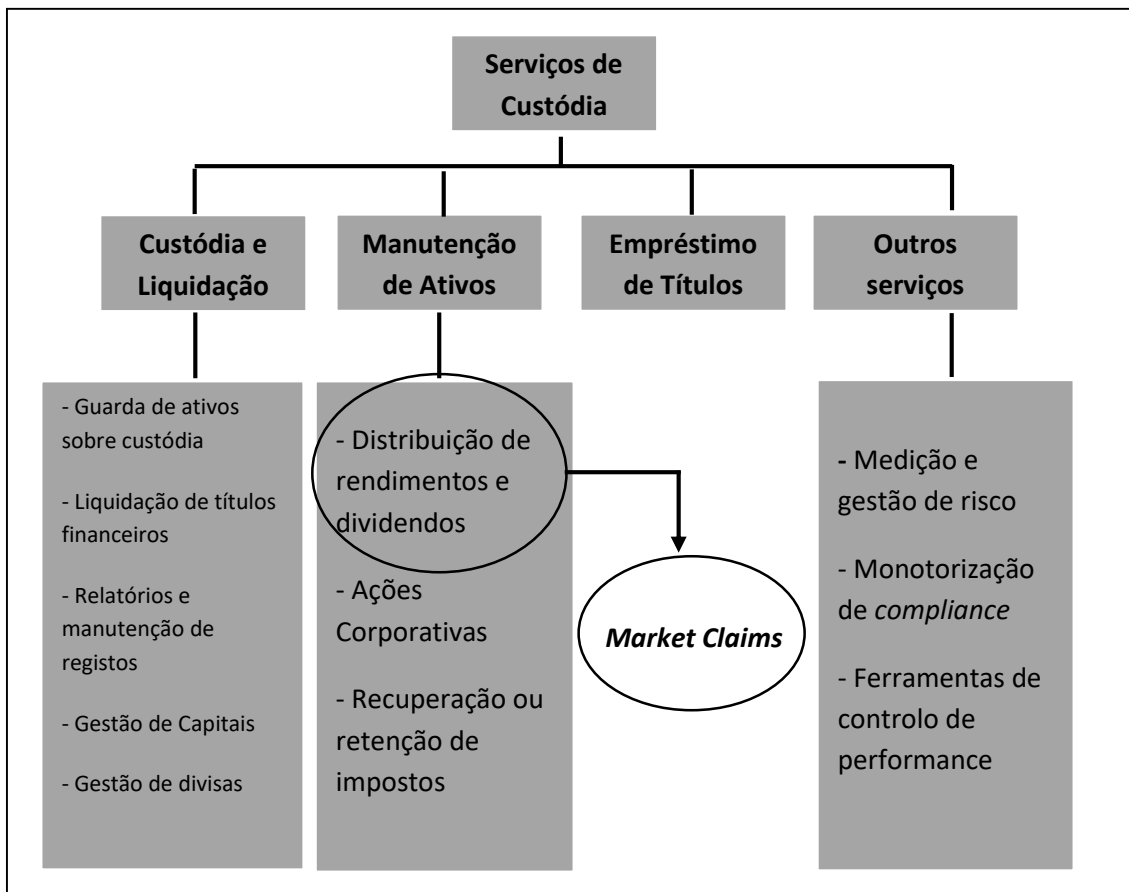 Serviços de
Custódia
Custódia e
Liquidação
Manutenção
de Ativos
Empréstimo
de Títulos
Outros
serviços
- Guarda de ativos
sobre custódia
- Liquidação de títulos
financeiros
- Relatórios e
manutenção de
registos
- Gestão de Capitais
- Gestão de divisas
- Distribuição de
rendimentos e
dividendos
- Ações
Corporativas
- Recuperação ou
retenção de
impostos
Market Claims
- Medição e
gestão de risco
- Monotorização
de compliance
- Ferramentas de
controlo de
performance